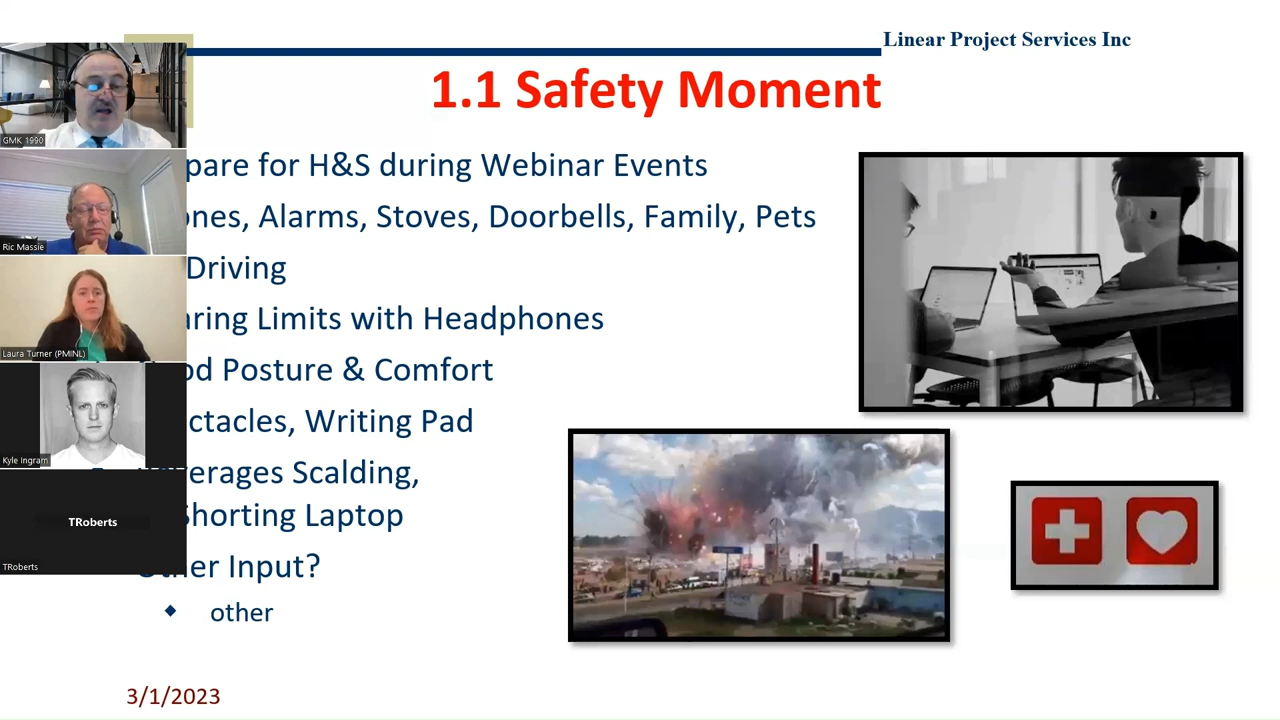 Linear Project Services Inc
1.1 Safety Moment
pare for H&S during Webinar Events
ones, Alarms, Stoves, Doorbells, Family, Pets
Driving
aring Limits with Headphones
od Posture & Comfort
ctacles, Writing Pad
erages Scalding,
Shorting Laptop
Other Input?
other
3/1/2023
GMK 1990
Ric Massie
Laura Turner (PMINL)
Kyle Ingram
TRoberts
TRoberts